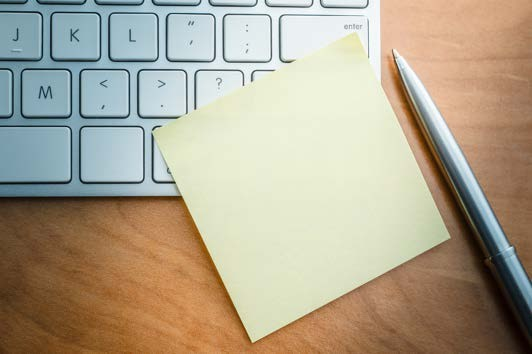 J K L " ' : ; enter
M < , > . ? /